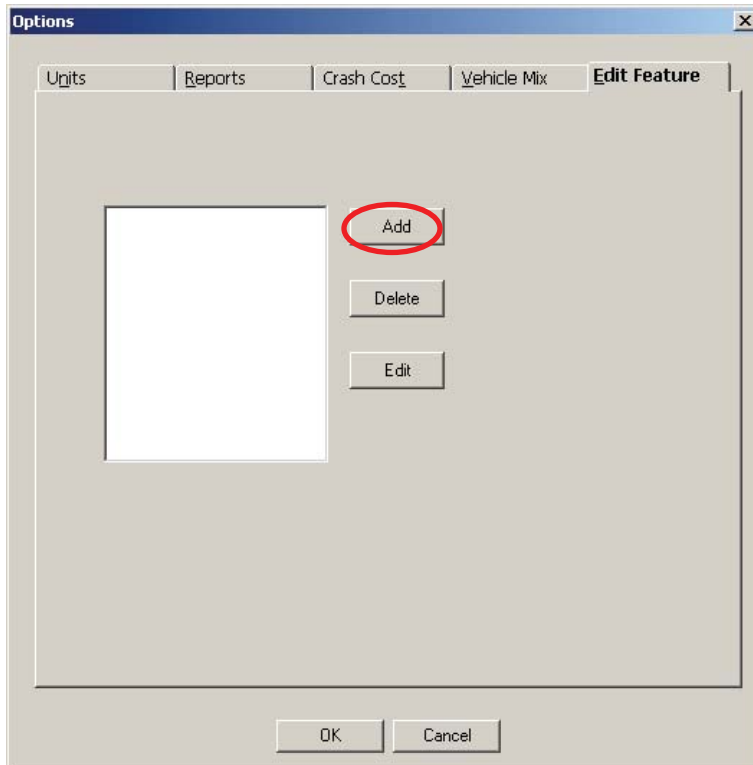 Options
Units Reports Crash Cost Vehicle Mix Edit Feature
Add
Delete
Edit
OK Cancel